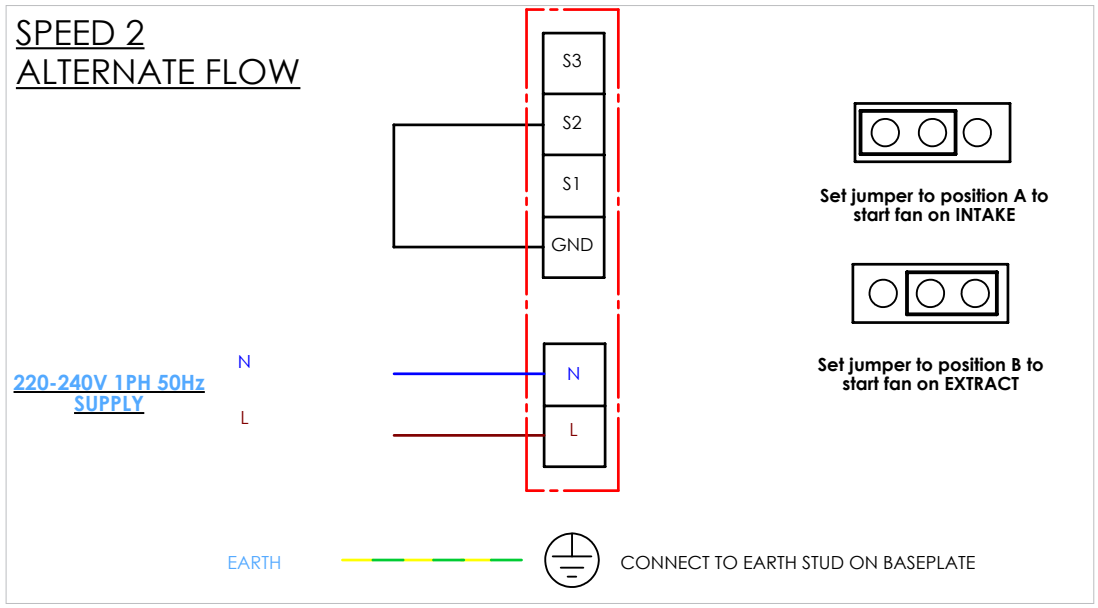 SPEED 2
ALTERNATE FLOW
S3
S2
S1
GND
Set jumper to position A to
start fan on INTAKE
Set jumper to position B to
start fan on EXTRACT
220-240V 1PH 50Hz
SUPPLY
N
L
N
L
EARTH
CONNECT TO EARTH STUD ON BASEPLATE